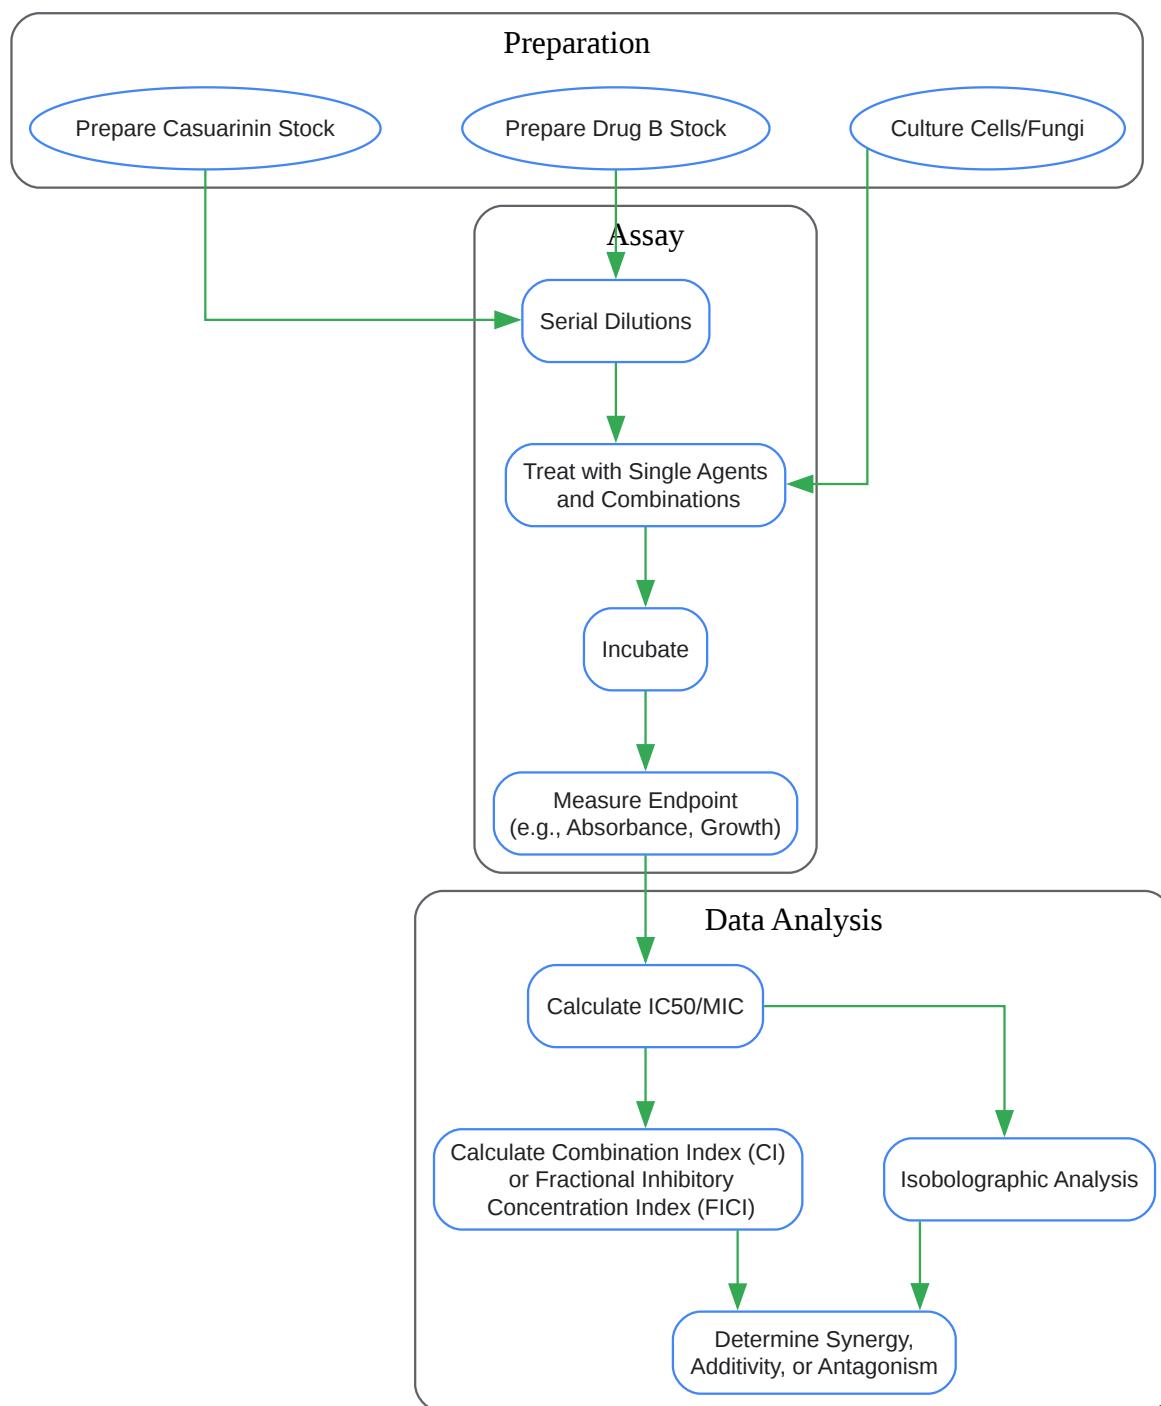 Preparation
Prepare Casuarinin Stock
Prepare Drug B Stock
Culture Cells/Fungi
Assay
Serial Dilutions
Treat with Single Agents
and Combinations
Incubate
Measure Endpoint
(e.g., Absorbance, Growth)
Data Analysis
Calculate IC50/MIC
Calculate Combination Index (CI)
or Fractional Inhibitory
Concentration Index (FICI)
Isobolographic Analysis
Determine Synergy,
Additivity, or Antagonism